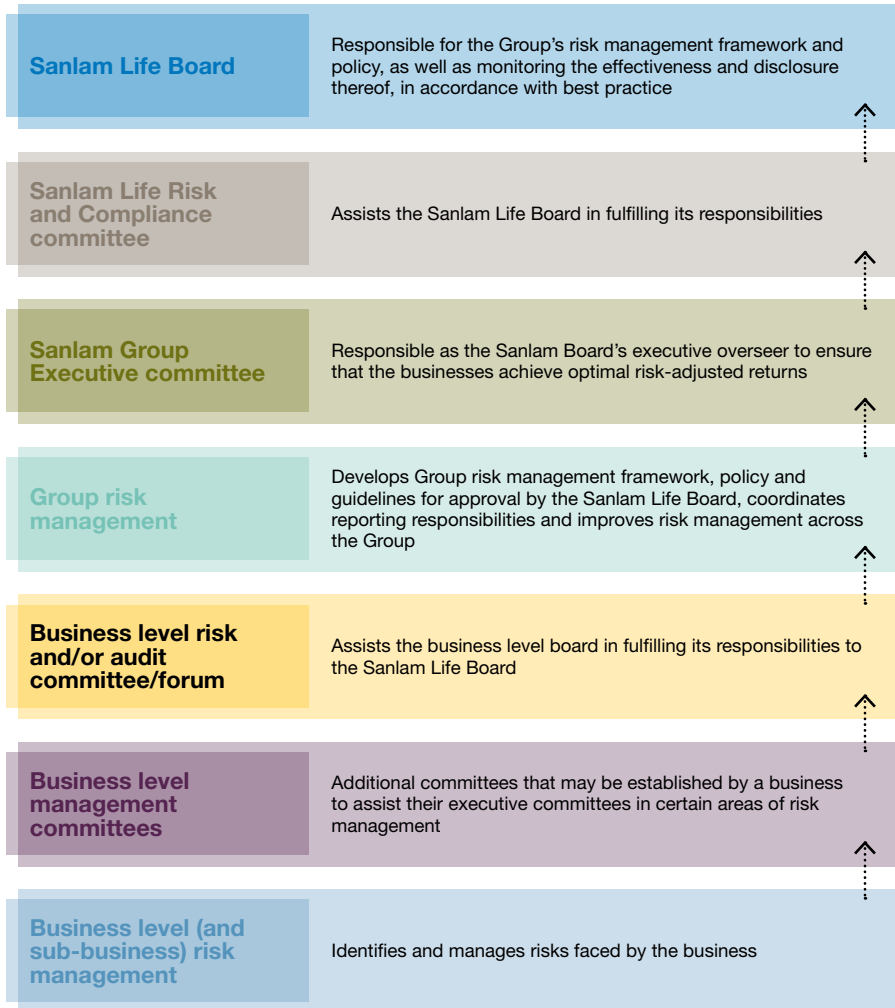 Sanlam Life Board
Responsible for the Group’s risk management framework and
policy, as well as monitoring the effectiveness and disclosure
thereof, in accordance with best practice
Sanlam Life Risk
and Compliance
committee
Assists the Sanlam Life Board in fulfilling its responsibilities
Sanlam Group
Executive committee
Responsible as the Sanlam Board’s executive overseer to ensure
that the businesses achieve optimal risk-adjusted returns
Group risk
management
Develops Group risk management framework, policy and
guidelines for approval by the Sanlam Life Board, coordinates
reporting responsibilities and improves risk management across
the Group
Business level risk
and/or audit
committee/forum
Assists the business level board in fulfilling its responsibilities to
the Sanlam Life Board
Business level
management
committees
Additional committees that may be established by a business
to assist their executive committees in certain areas of risk
management
Business level (and
sub-business) risk
management
Identifies and manages risks faced by the business